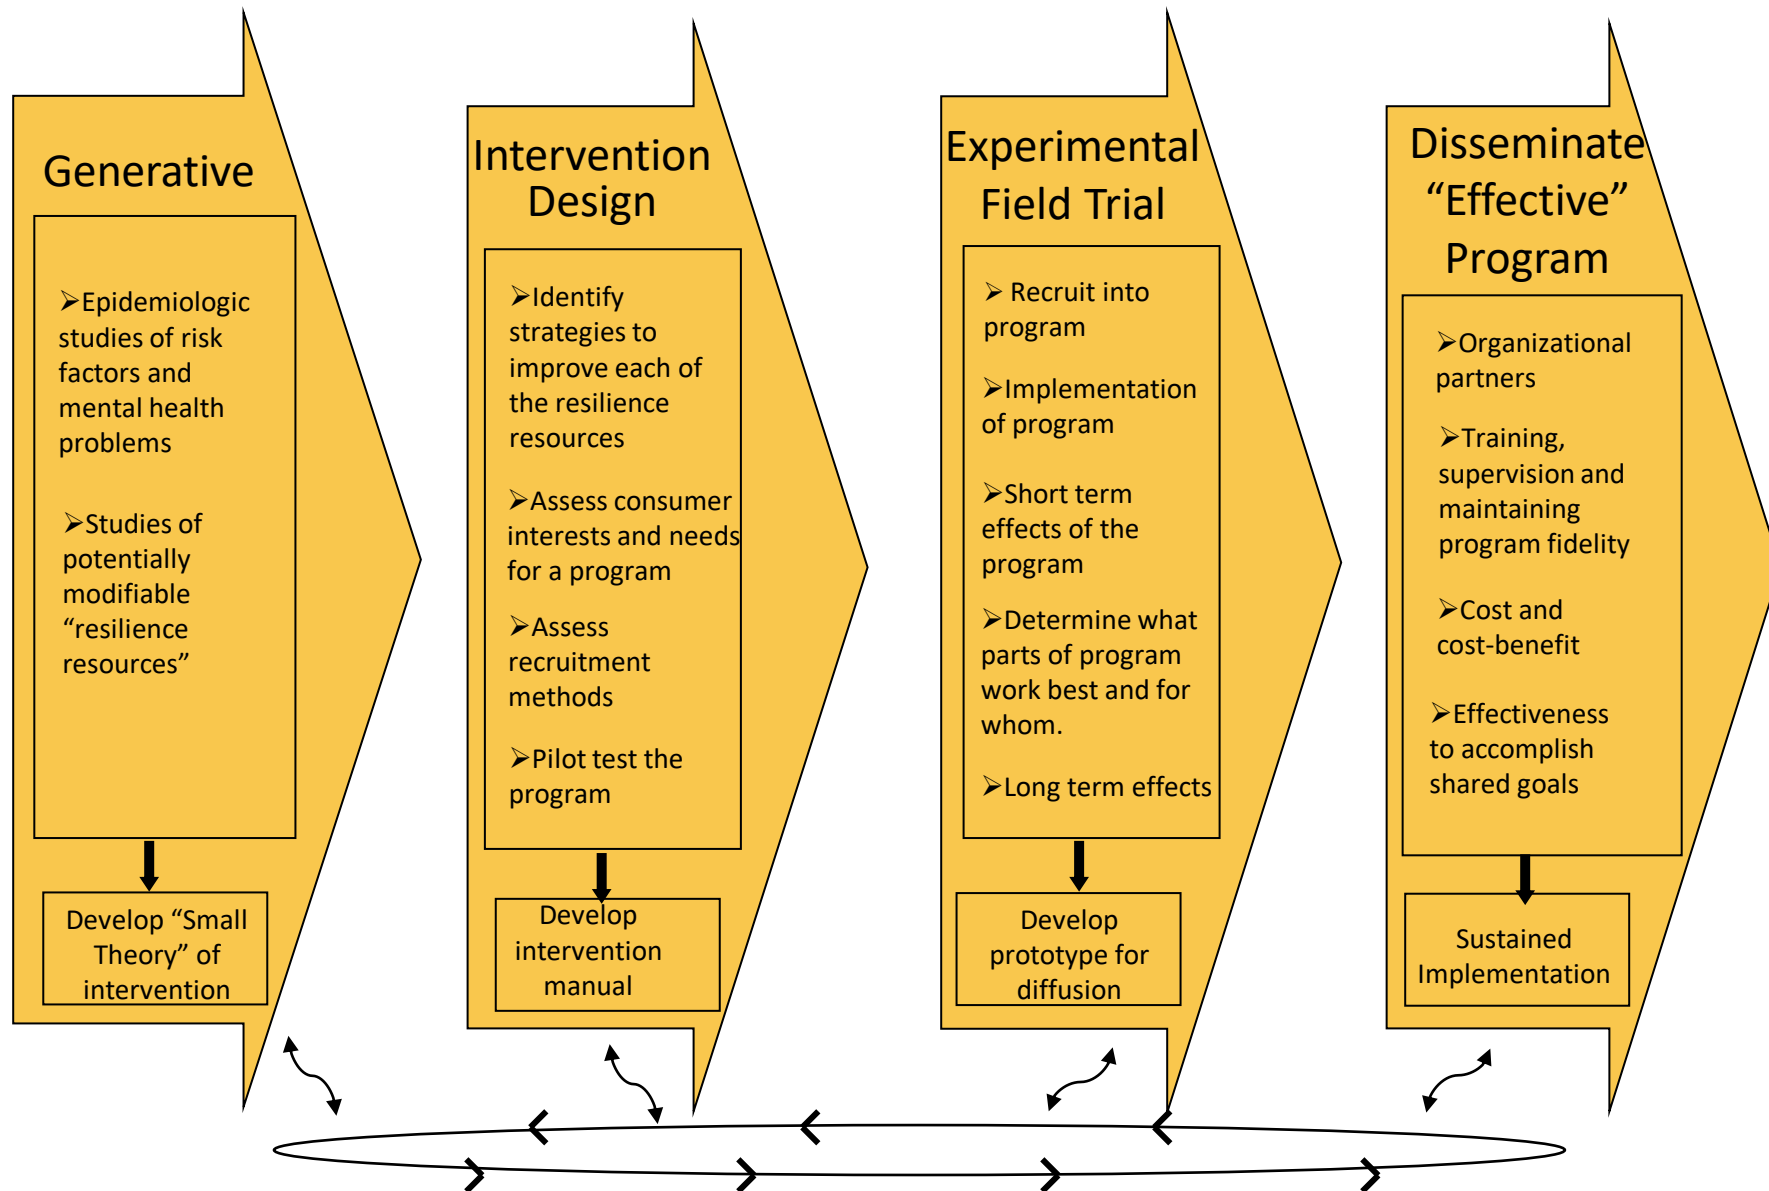 Generative
➢Epidemiologic
studies of risk
factors and
mental health
problems
➢Studies of
potentially
modifiable
“resilience
resources”
Develop “Small
Theory” of
intervention
Intervention
Design
➢Identify
strategies to
improve each of
the resilience
resources
➢Assess consumer
interests and needs
for a program
➢Assess
recruitment
methods
➢Pilot test the
program
Develop
intervention
manual
Experimental
Field Trial
➢ Recruit into
program
➢Implementation
of program
➢Short term
effects of the
program
➢Determine what
parts of program
work best and for
whom.
➢Long term effects
Develop
prototype for
diffusion
Disseminate
“Effective”
Program
➢Organizational
partners
➢Training,
supervision and
maintaining
program fidelity
➢Cost and
cost-benefit
➢Effectiveness
to accomplish
shared goals
Sustained
Implementation